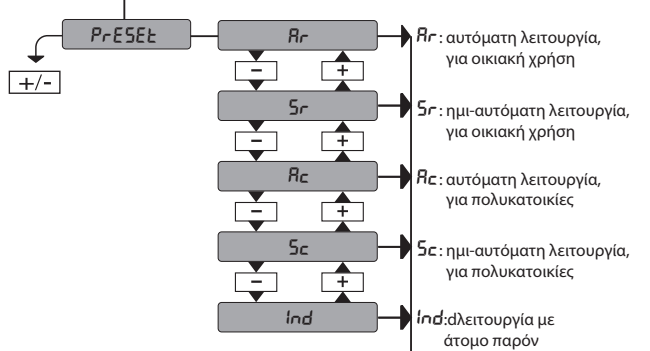 PrESEt
+/-
Ar
Ar: αυτόματη λειτουργία,
για οικιακή χρήση
- +
Sr
Sr: ημι-αυτόματη λειτουργία,
για οικιακή χρήση
- +
Ac
Ac: αυτόματη λειτουργία,
για πολυκατοικίες
- +
Sc
Sc: ημι-αυτόματη λειτουργία,
για πολυκατοικίες
- +
Ind
Ind:dλειτουργία με
άτομο παρόν